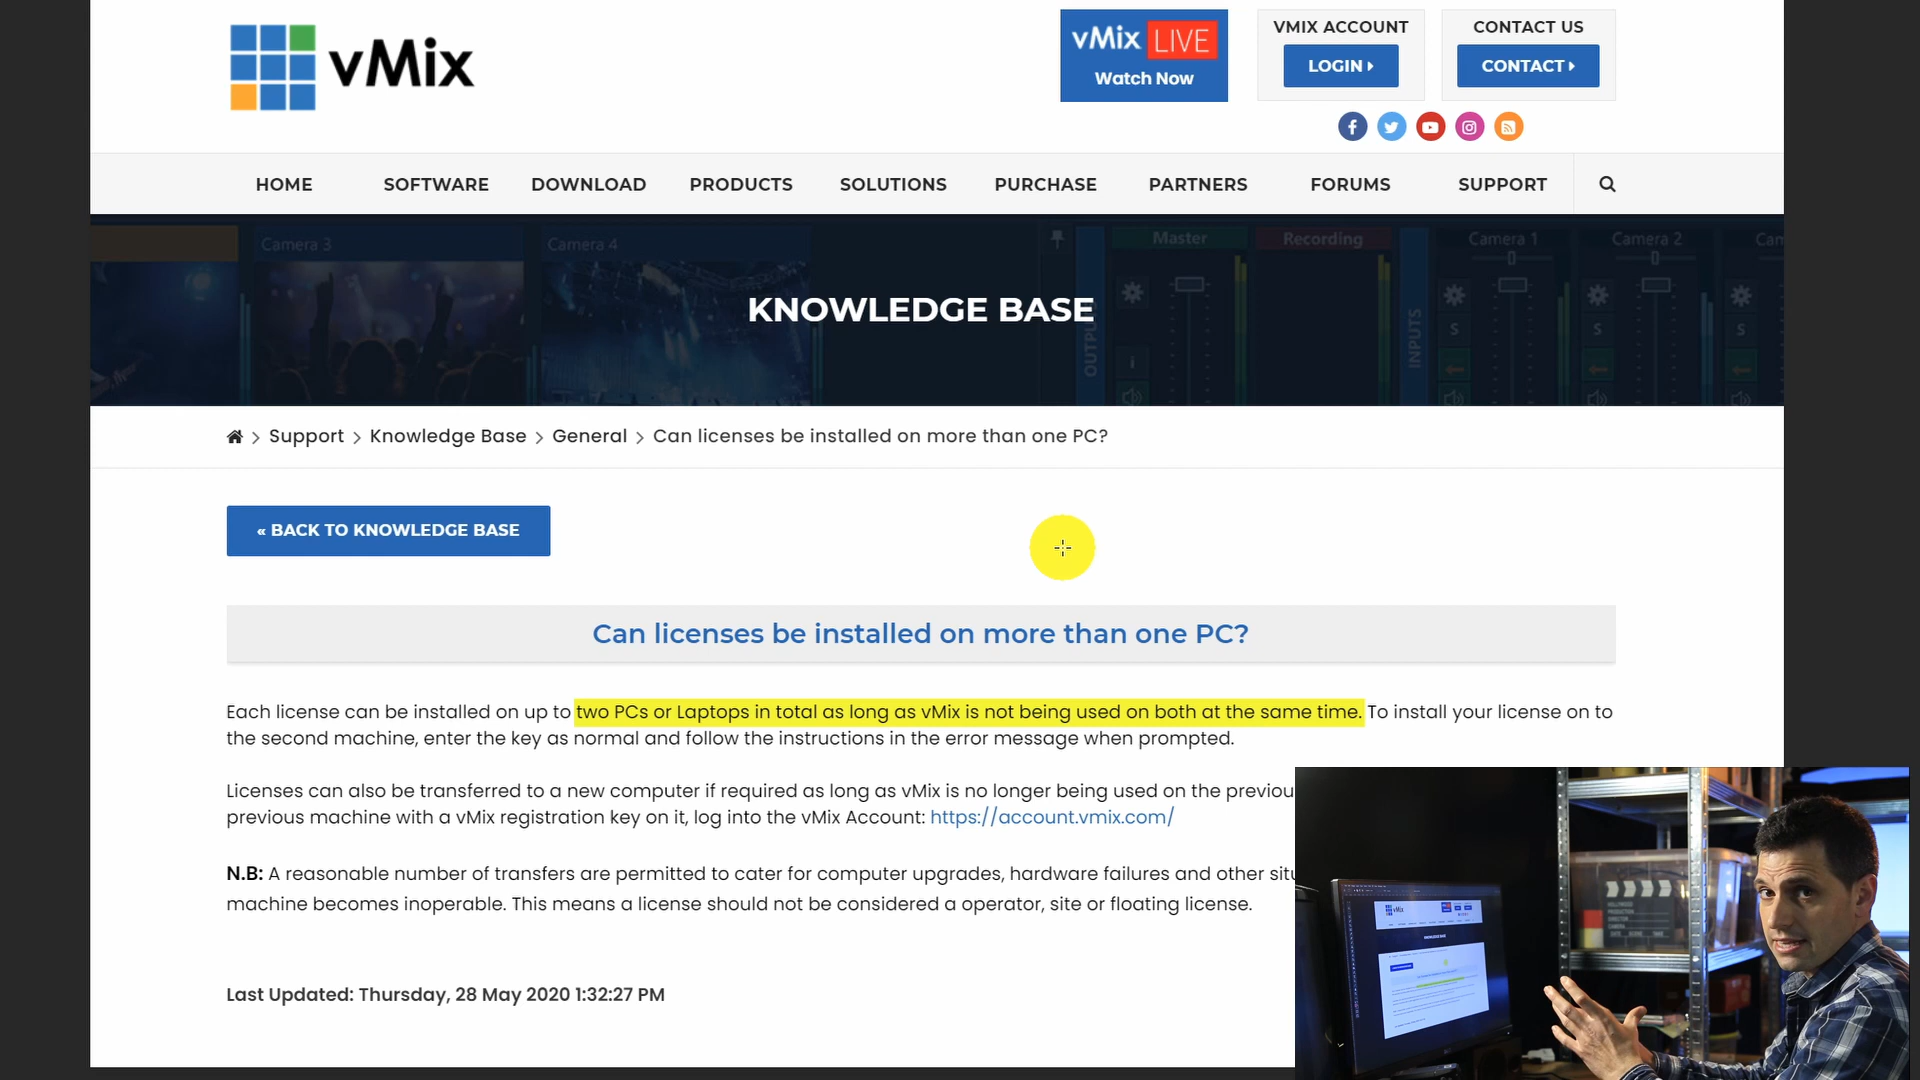 vMix
vMix LIVE
Watch Now
VMIX ACCOUNT
LOGIN
CONTACT US
CONTACT
HOME SOFTWARE DOWNLOAD PRODUCTS SOLUTIONS PURCHASE PARTNERS FORUMS SUPPORT
Camera 3
Camera 4
Master
Recording
Camera 1
Camera 2
OUTPU
INPUTS
S
S
S
KNOWLEDGE BASE
Support > Knowledge Base > General > Can licenses be installed on more than one PC?
« BACK TO KNOWLEDGE BASE
Can licenses be installed on more than one PC?
Each license can be installed on up to two PCs or Laptops in total as long as vMix is not being used on both at the same time. To install your license on to
the second machine, enter the key as normal and follow the instructions in the error message when prompted.
Licenses can also be transferred to a new computer if required as long as vMix is no longer being used on the previou
previous machine with a vMix registration key on it, log into the vMix Account: https://account.vmix.com/
N.B: A reasonable number of transfers are permitted to cater for computer upgrades, hardware failures and other situ
machine becomes inoperable. This means a license should not be considered a operator, site or floating license.
Last Updated: Thursday, 28 May 2020 1:32:27 PM
vMix
KNOWLEDGE BASE